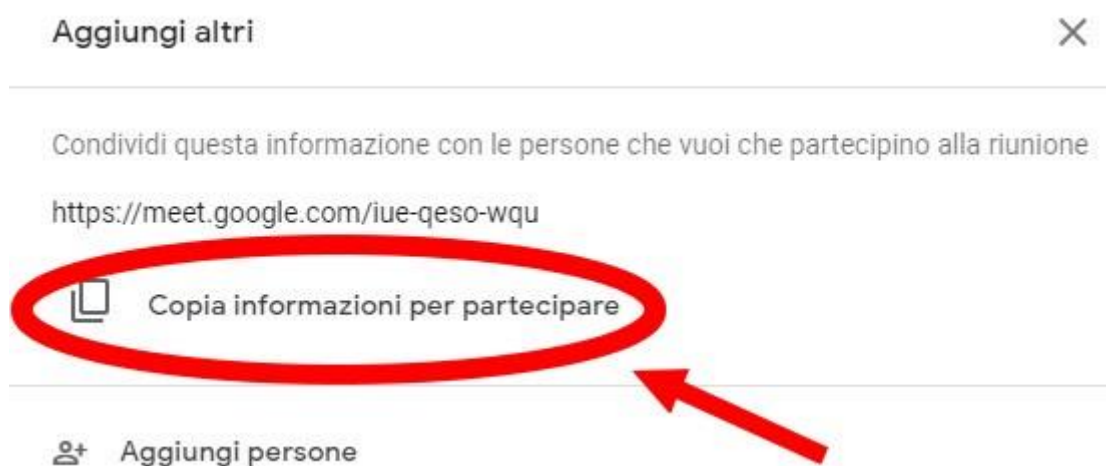 Aggiungi altri
Condividi questa informazione con le persone che vuoi che partecipino alla riunione
https://meet.google.com/iue-qeso-wqu
Copia informazioni per partecipare
Aggiungi persone